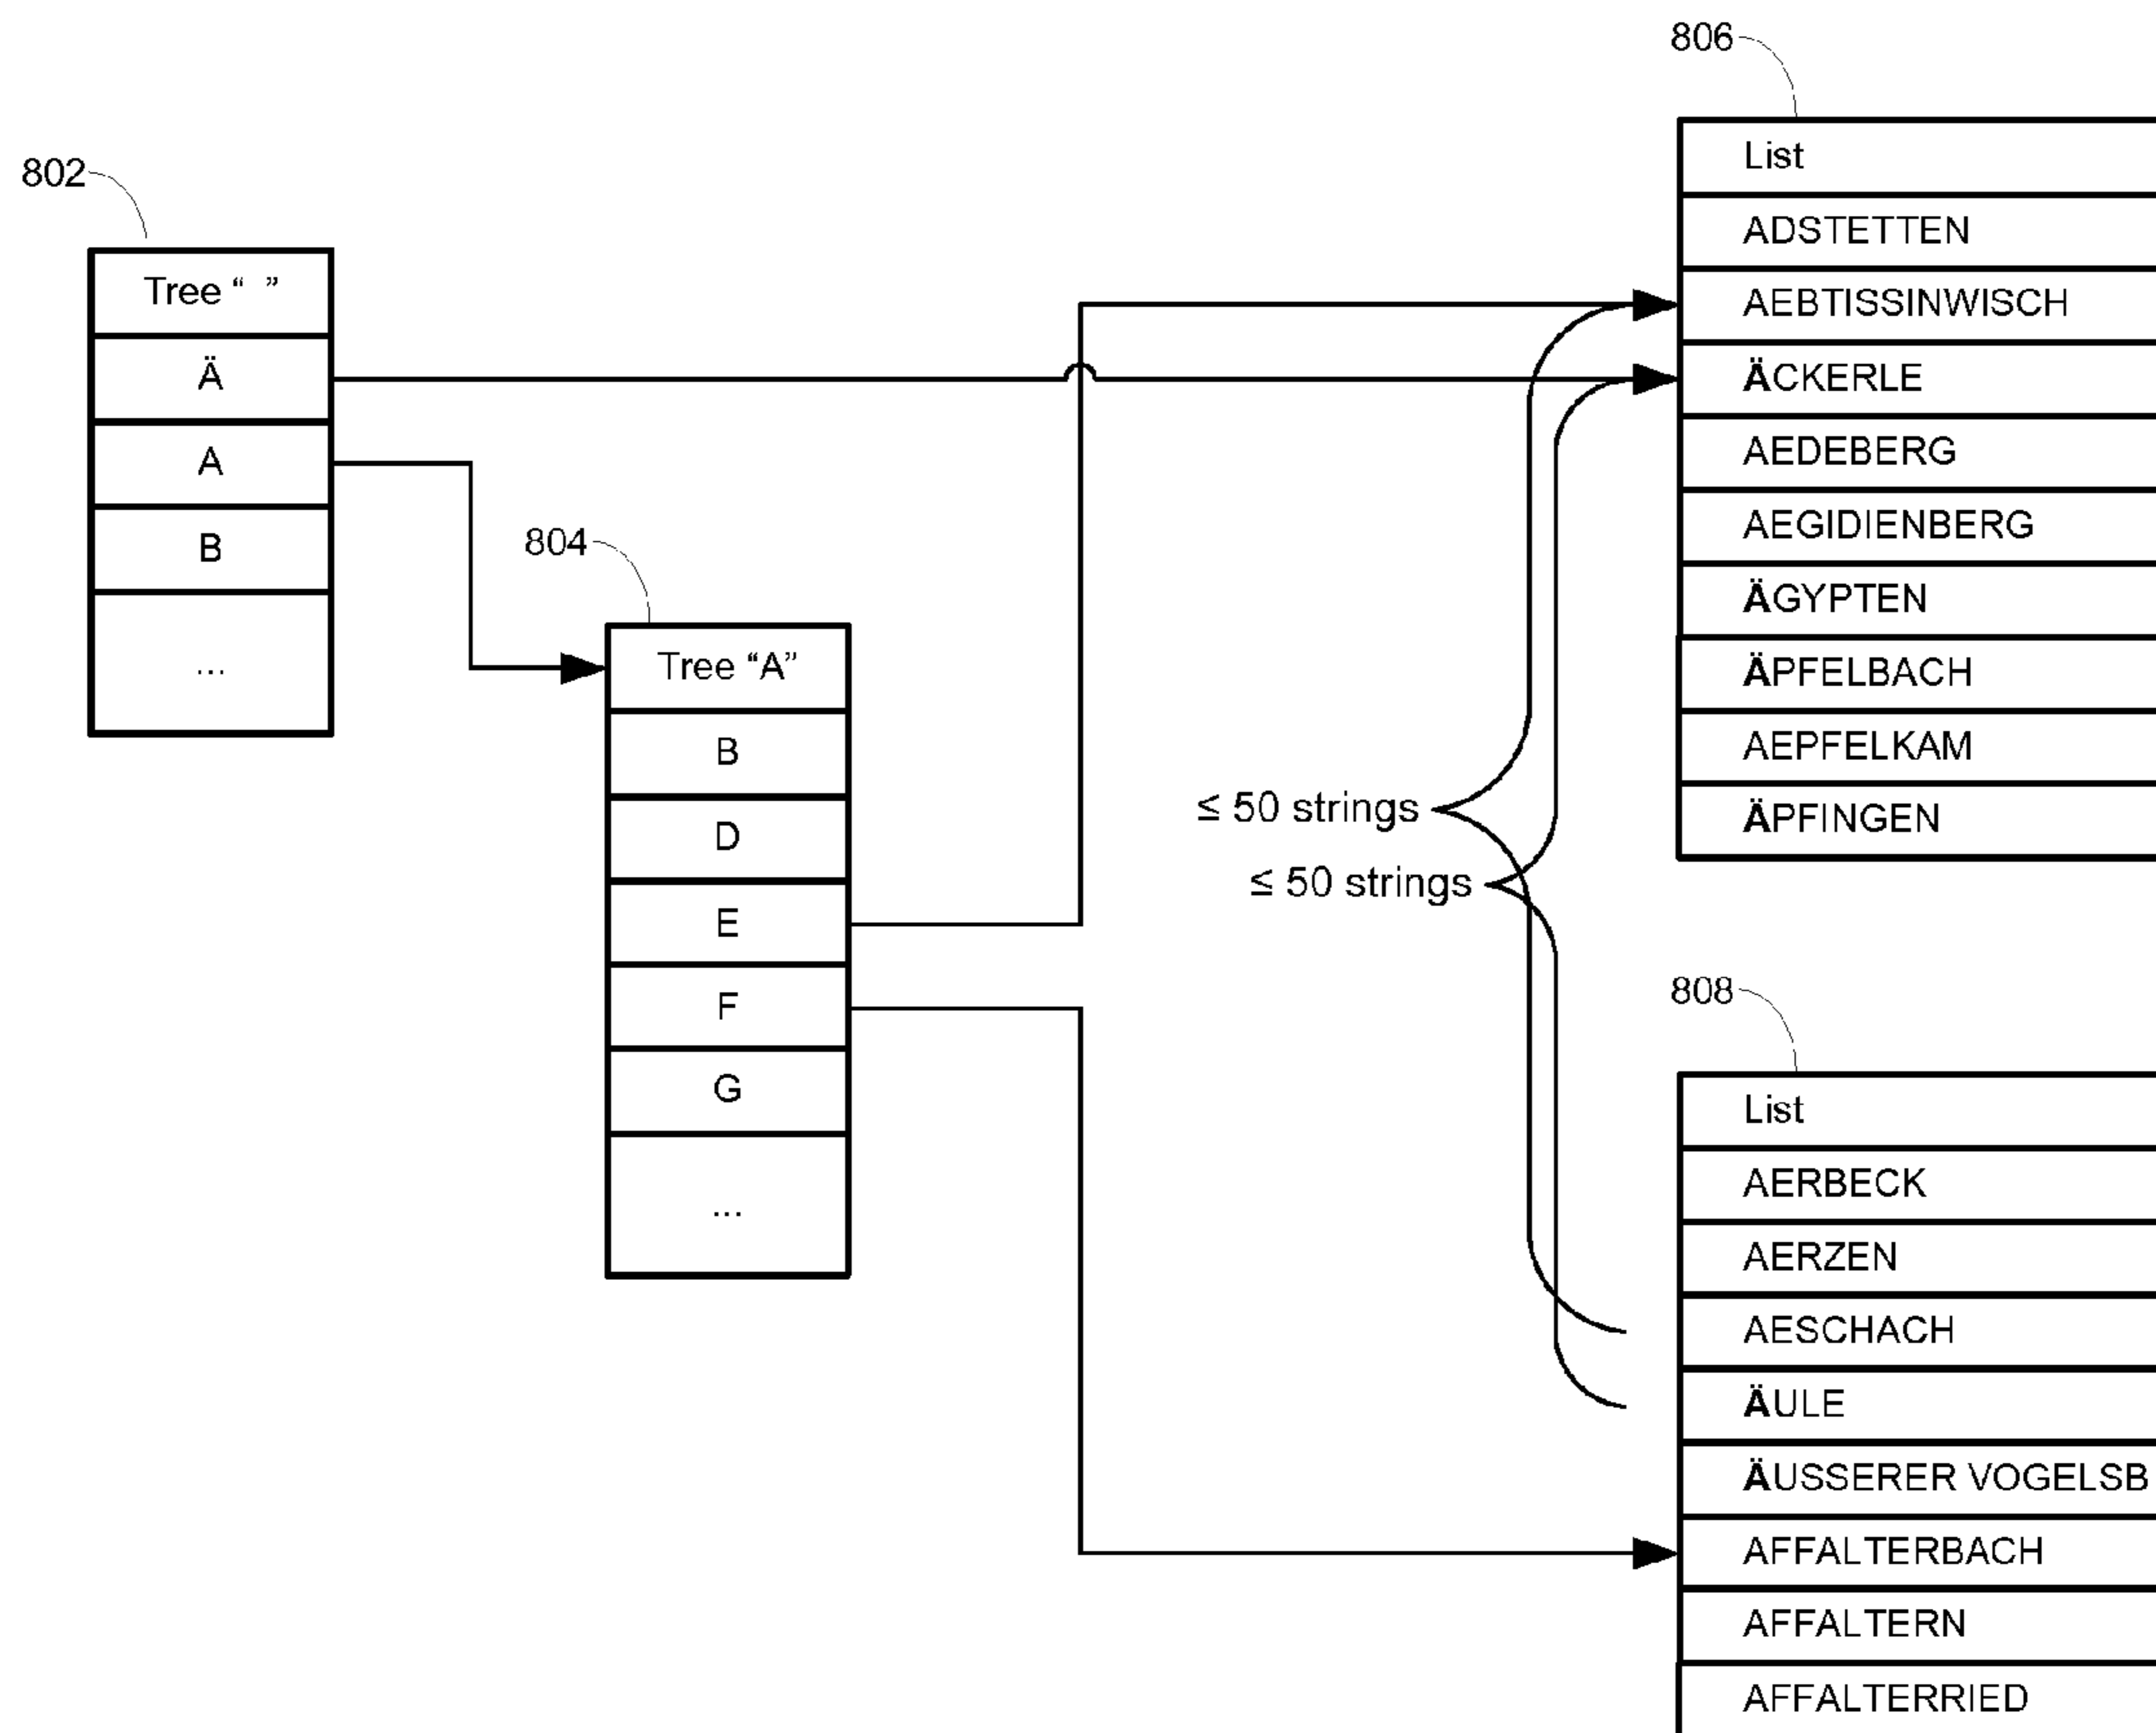 802
Tree “ ”
Ä
A
B
...
804
Tree “A”
B
D
E
F
G
...
≤ 50 strings
≤ 50 strings
806
List
ADSTETTEN
AEBTISSINWISCH
ÄCKERLE
AEDEBERG
AEGIDIENBERG
ÄGYPTEN
ÄPFELBACH
AEPFELKAM
ÄPFINGEN
808
List
AERBECK
AERZEN
AESCHACH
ÄULE
ÄUSSERER VOGELSB
AFFALTERBACH
AFFALTERN
AFFALTERRIED